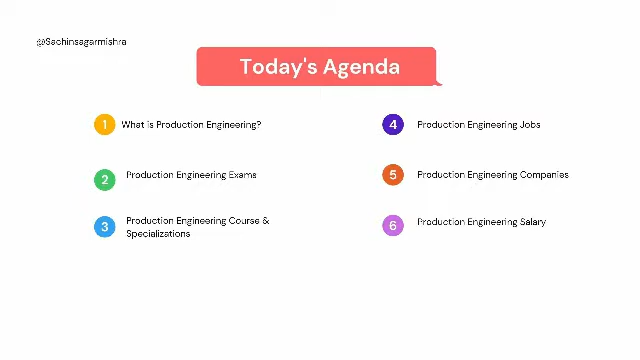 @Sachinsagarmishra
Today's Agenda
1 What is Production Engineering?
2 Production Engineering Exams
3 Production Engineering Course &
Specializations
4 Production Engineering Jobs
5 Production Engineering Companies
6 Production Engineering Salary